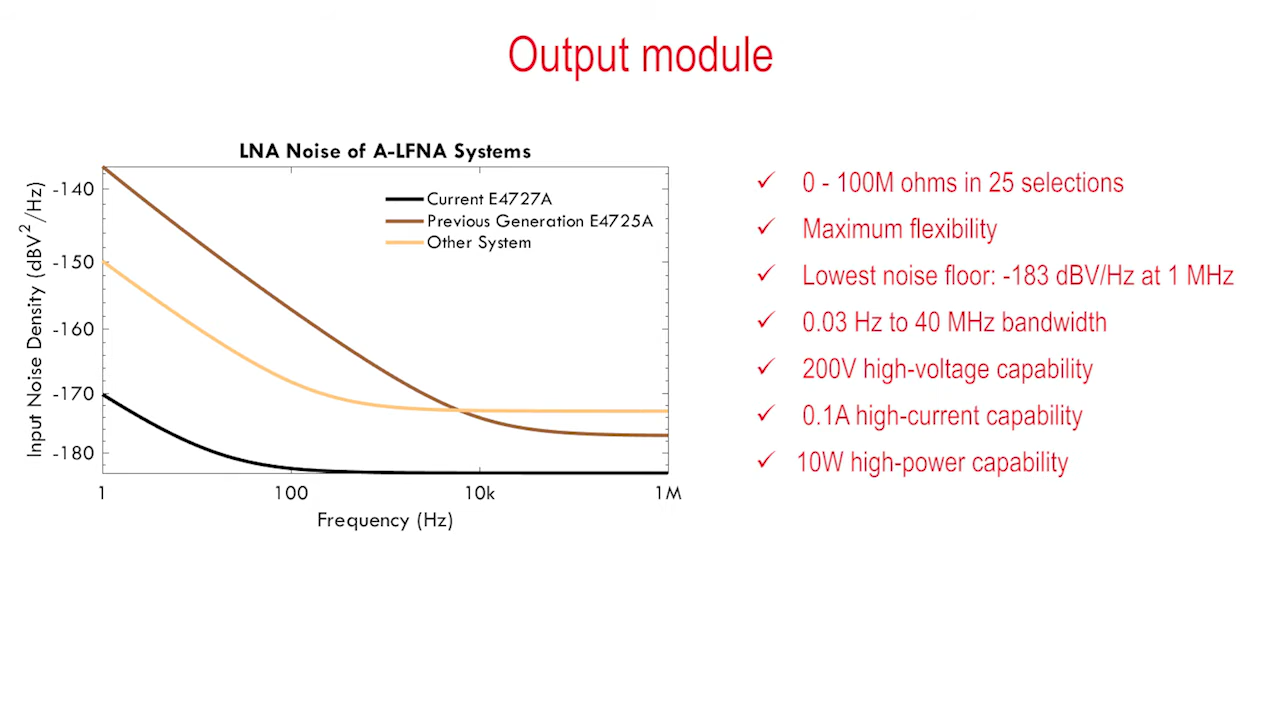 Output module
LNA Noise of A-LFNA Systems
Input Noise Density (dBV²/Hz)
-140
-150
-160
-170
-180
Current E4727A
Previous Generation E4725A
Other System
1
100
10k
1M
Frequency (Hz)
✓ 0 - 100M ohms in 25 selections
✓ Maximum flexibility
✓ Lowest noise floor: -183 dBV/Hz at 1 MHz
✓ 0.03 Hz to 40 MHz bandwidth
✓ 200V high-voltage capability
✓ 0.1A high-current capability
✓ 10W high-power capability